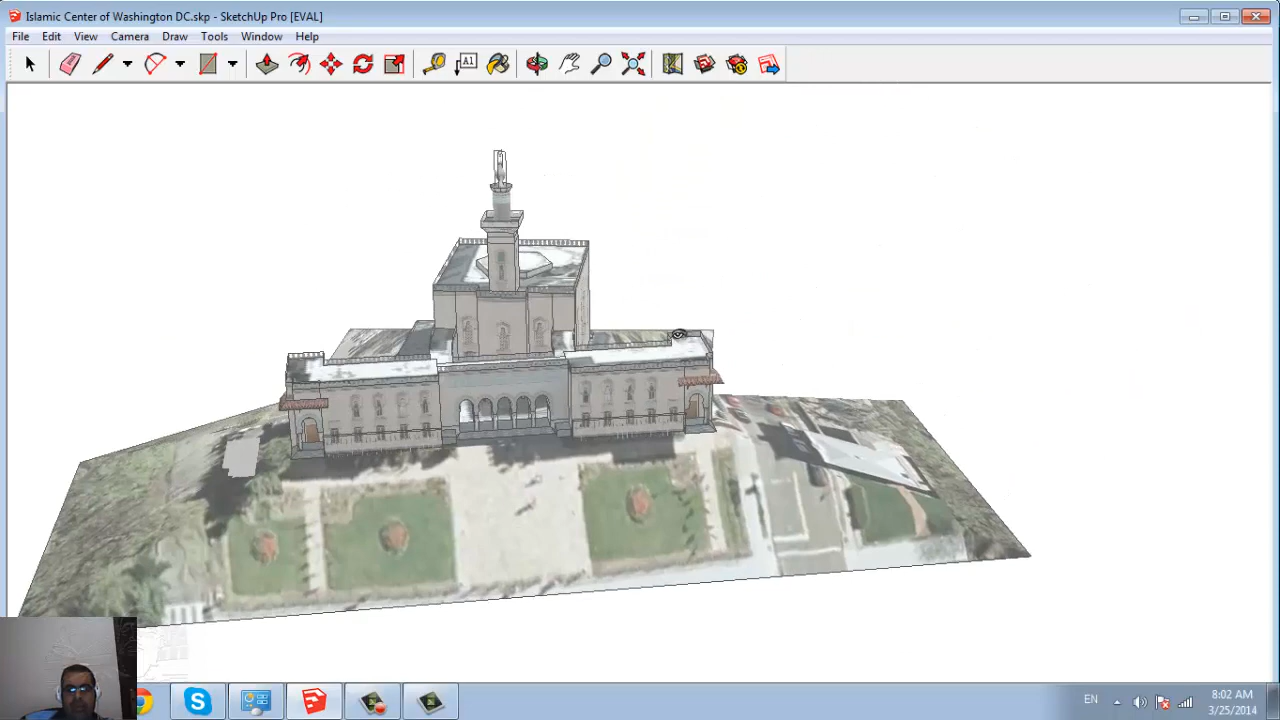 Islamic Center of Washington DC.skp - SketchUp Pro [EVAL]
File Edit View Camera Draw Tools Window Help
A1
EN
8:02 AM
3/25/2014